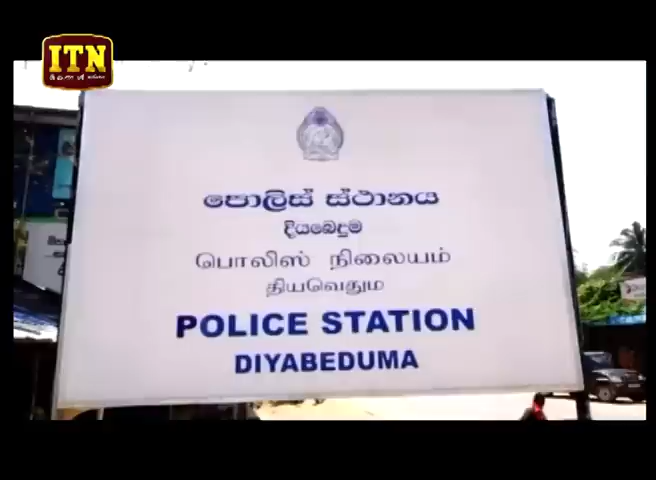 ITN
පොලිස් ස්ථානය
දියබෙදුම
பொலிஸ் நிலையம்
தியவெதும
POLICE STATION
DIYABEDUMA